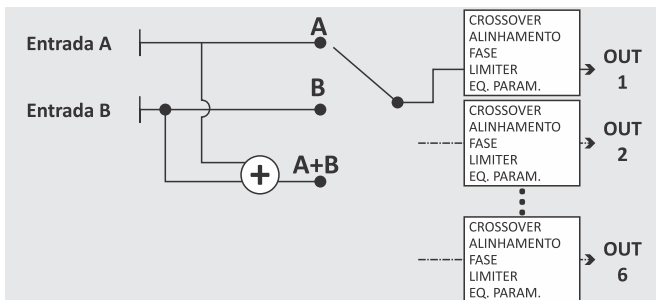 Entrada A
A
CROSSOVER
ALINHAMENTO
FASE
LIMITER
EQ. PARAM.
OUT
1
Entrada B
B
CROSSOVER
ALINHAMENTO
FASE
LIMITER
EQ. PARAM.
OUT
2
+
A+B
CROSSOVER
ALINHAMENTO
FASE
LIMITER
EQ. PARAM.
OUT
6